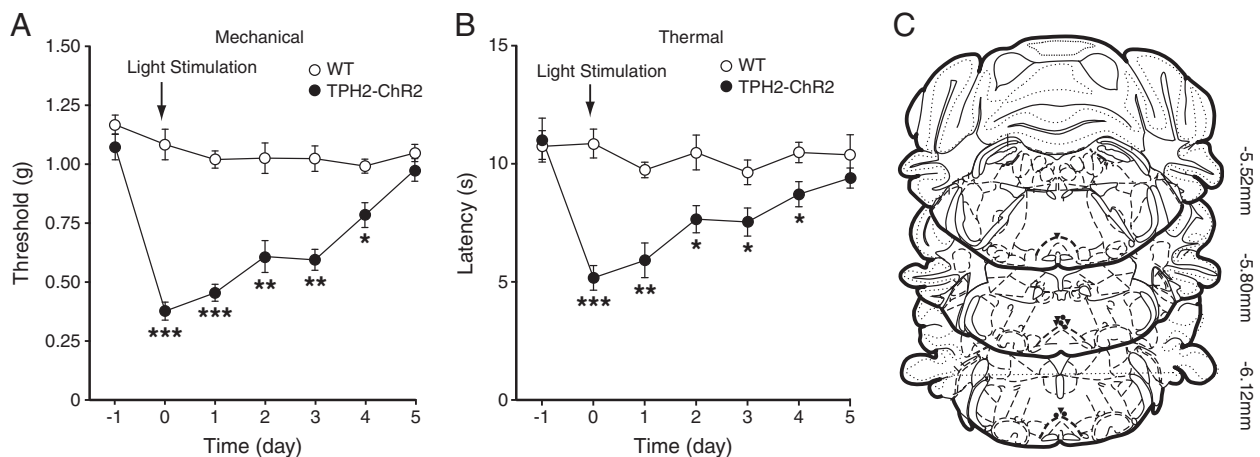 A
Mechanical
Light Stimulation
WT
TPH2-ChR2
Threshold (g)
1.50
1.25
1.00
0.75
0.50
0.25
0
***
***
**
**
*
-1 0 1 2 3 4 5
Time (day)
B
Thermal
Light Stimulation
WT
TPH2-ChR2
Latency (s)
15
10
5
0
***
**
*
*
*
-1 0 1 2 3 4 5
Time (day)
C
-5.52mm
-5.80mm
-6.12mm